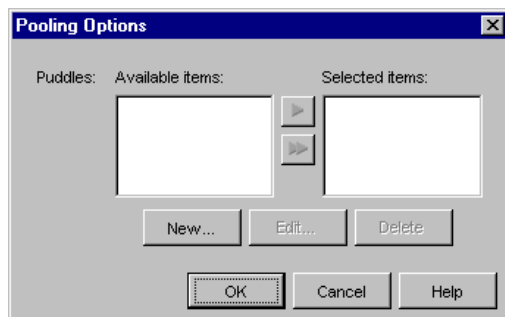 Pooling Options
Puddles: Available items: Selected items:
New... Edit... Delete
OK Cancel Help